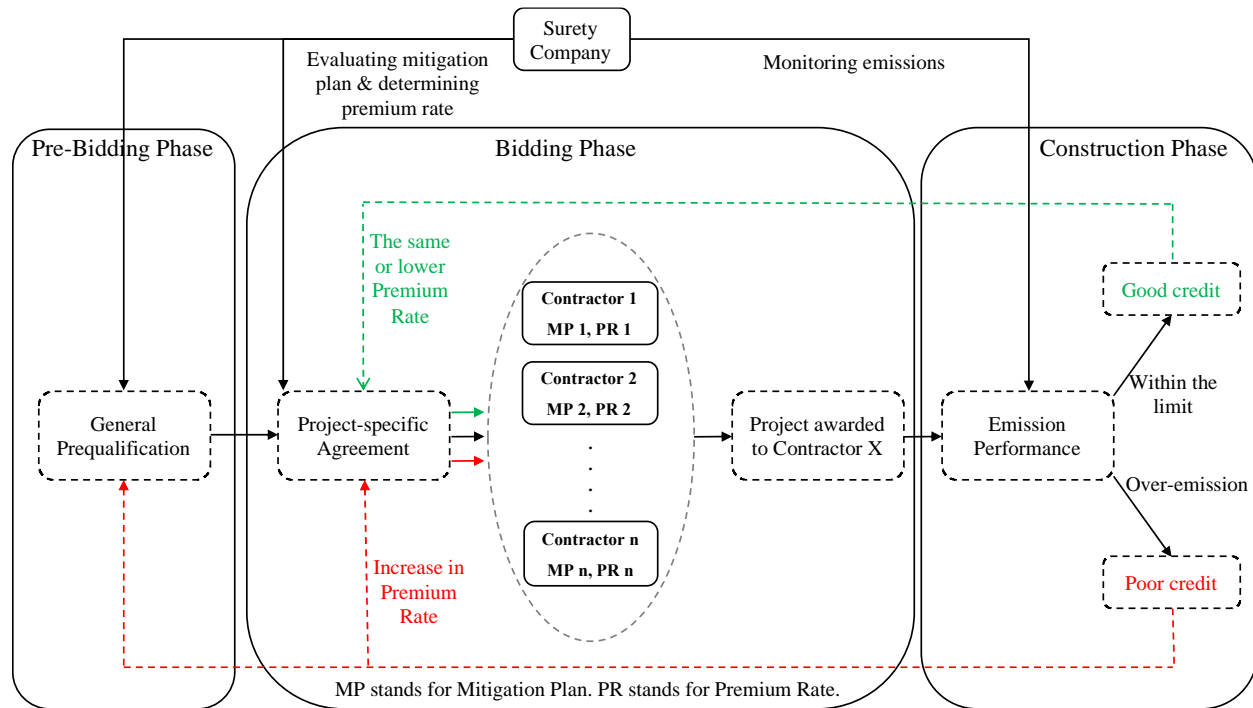 Surety
Company
Evaluating mitigation
plan & determining
premium rate
Monitoring emissions
Pre-Bidding Phase
Bidding Phase
Construction Phase
The same
or lower
Premium
Rate
Contractor 1
MP 1, PR 1
Contractor 2
MP 2, PR 2
.
.
.
.
Contractor n
MP n, PR n
General
Prequalification
Project-specific
Agreement
Project awarded
to Contractor X
Emission
Performance
Good credit
Within the
limit
Over-emission
Poor credit
Increase in
Premium
Rate
MP stands for Mitigation Plan. PR stands for Premium Rate.